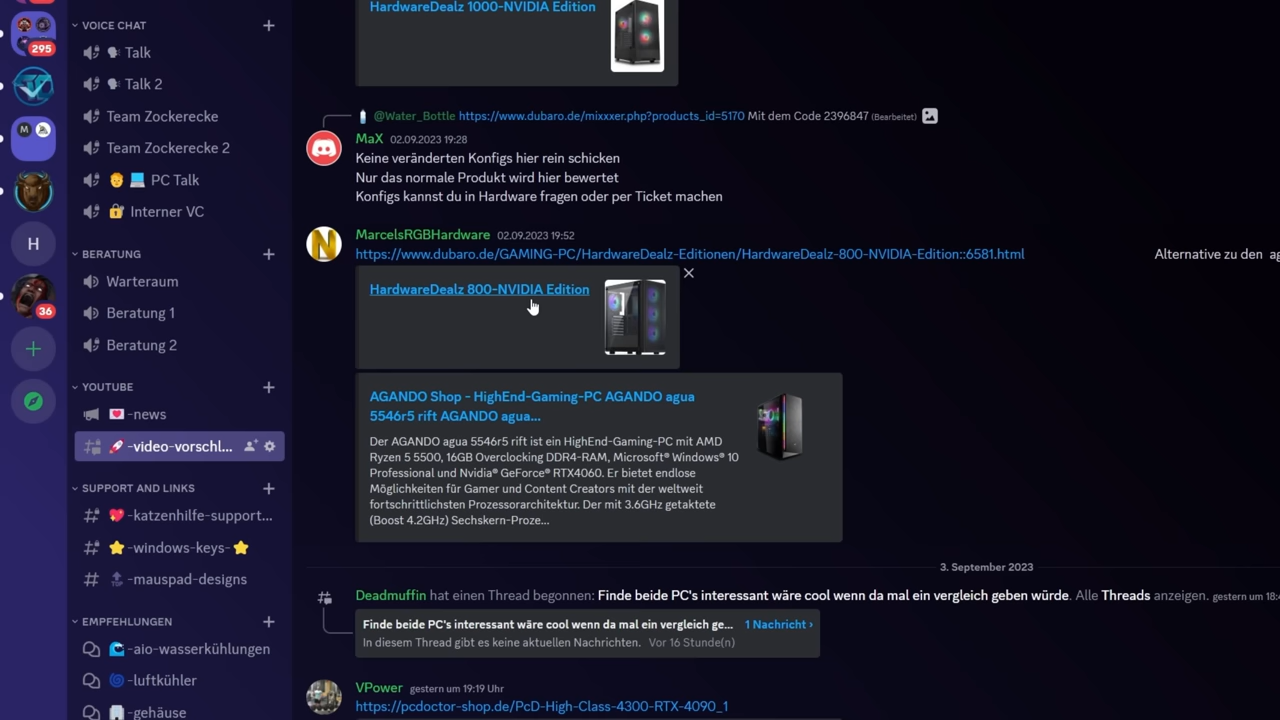 295
36
H
M
VOICE CHAT
Talk
Talk 2
Team Zockerecke
Team Zockerecke 2
PC Talk
Interner VC
BERATUNG
Warteraum
Beratung 1
Beratung 2
YOUTUBE
-news
-video-vorschl...
SUPPORT AND LINKS
-katzenhilfe-support...
-windows-keys-
-mauspad-designs
EMPFEHLUNGEN
-aio-wasserkühlungen
-luftkühler
-gehäuse
HardwareDealz 1000-NVIDIA Edition
@Water_Bottle https://www.dubaro.de/mixxxer.php?products_id=5170 Mit dem Code 2396847 (Bearbeitet)
MaX 02.09.2023 19:28
Keine veränderten Konfigs hier rein schicken
Nur das normale Produkt wird hier bewertet
Konfigs kannst du in Hardware fragen oder per Ticket machen
N
MarcelsRGBHardware 02.09.2023 19:52
https://www.dubaro.de/GAMING-PC/HardwareDealz-Editionen/HardwareDealz-800-NVIDIA-Edition::6581.html Alternative zu den
HardwareDealz 800-NVIDIA Edition
AGANDO Shop - HighEnd-Gaming-PC AGANDO agua
5546r5 rift AGANDO agua...
Der AGANDO agua 5546r5 rift ist ein HighEnd-Gaming-PC mit AMD
Ryzen 5 5500, 16GB Overclocking DDR4-RAM, Microsoft® Windows® 10
Professional und Nvidia® GeForce® RTX4060. Er bietet endlose
Möglichkeiten für Gamer und Content Creators mit der weltweit
fortschrittlichsten Prozessorarchitektur. Der mit 3.6GHz getaktete
(Boost 4.2GHz) Sechskern-Proze...
3. September 2023
Deadmuffin hat einen Thread begonnen: Finde beide PC's interessant wäre cool wenn da mal ein vergleich geben würde. Alle Threads anzeigen. gestern um
Finde beide PC's interessant wäre cool wenn da mal ein vergleich ge... 1 Nachricht ›
In diesem Thread gibt es keine aktuellen Nachrichten. Vor 16 Stunde(n)
VPower gestern um 19:19 Uhr
https://pcdoctor-shop.de/PcD-High-Class-4300-RTX-4090_1